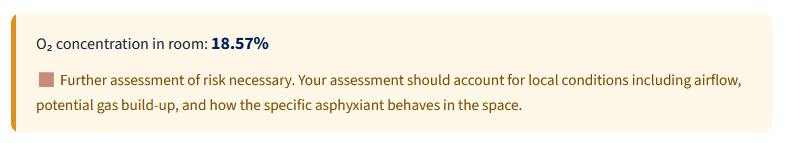 O₂ concentration in room: 18.57%
Further assessment of risk necessary. Your assessment should account for local conditions including airflow,
potential gas build-up, and how the specific asphyxiant behaves in the space.